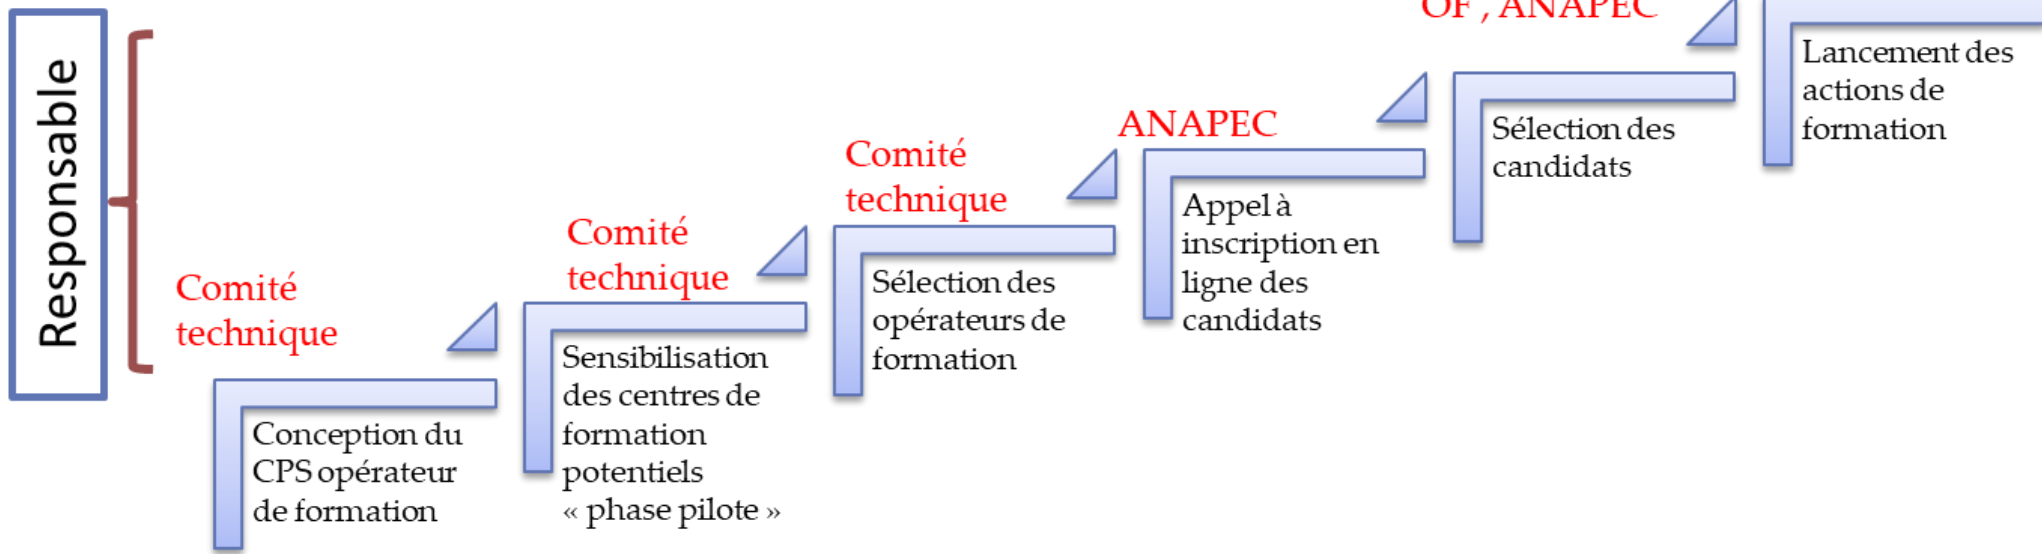 Responsable
Comité
technique
Conception du
CPS opérateur
de formation
Comité
technique
Sensibilisation
des centres de
formation
potentiels
« phase pilote »
Comité
technique
Sélection des
opérateurs de
formation
ANAPEC
Appel à
inscription en
ligne des
candidats
OF , ANAPEC
Sélection des
candidats
Lancement des
actions de
formation